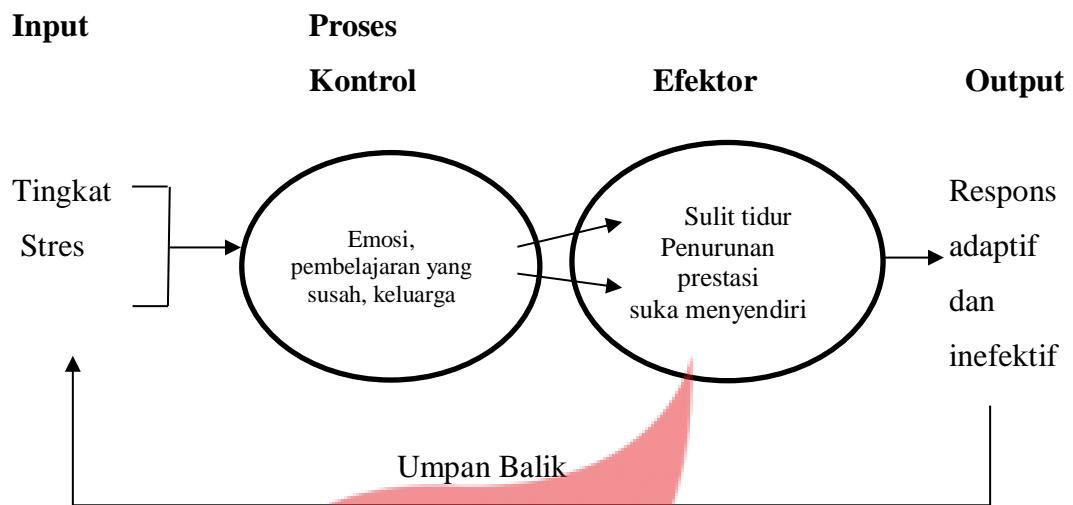 Input
Proses
Kontrol
Efektor
Output
Tingkat
Stres
Emosi,
pembelajaran yang
susah, keluarga
Sulit tidur
Penurunan
prestasi
suka menyendiri
Respons
adaptif
dan
inefektif
Umpan Balik